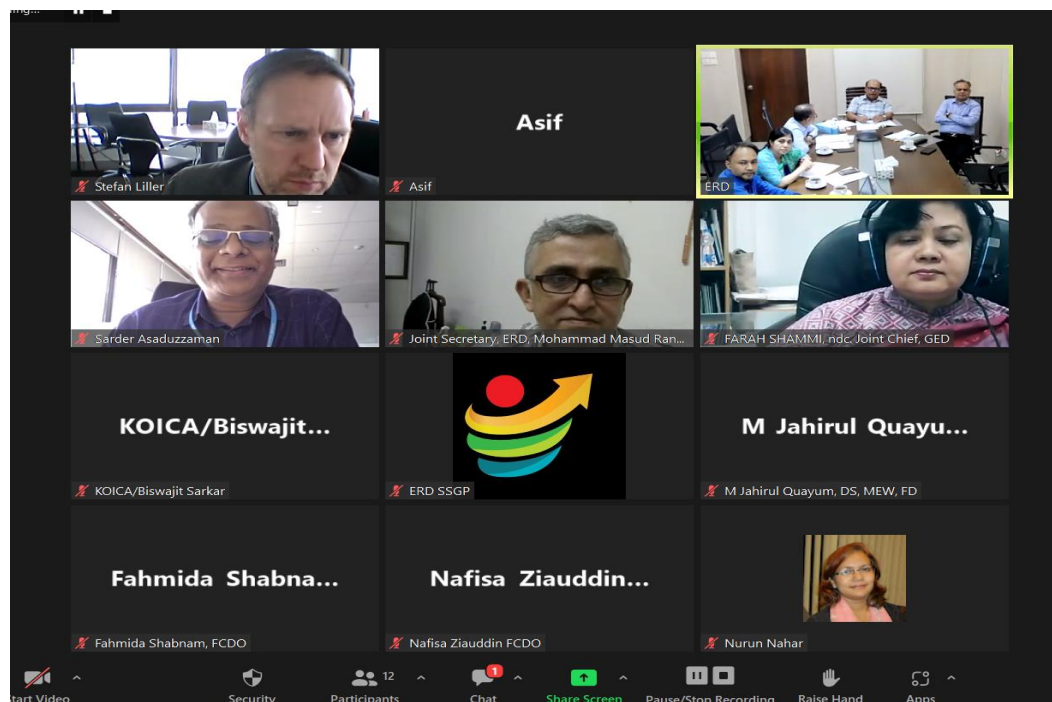 Stefan Liller
Asif
Asif
ERD
Sarder Asaduzzaman
Joint Secretary, ERD, Mohammad Masud Ran...
FARAH SHAMMI, ndc. Joint Chief, GED
KOICA/Biswajit...
KOICA/Biswajit Sarkar
ERD SSGP
M Jahirul Quayu...
M Jahirul Quayum, DS, MEW, FD
Fahmida Shabna...
Fahmida Shabnam, FCDO
Nafisa Ziauddin...
Nafisa Ziauddin FCDO
Nurun Nahar
12
1
Start Video
Security
Participants
Chat
Share Screen
Pause/Stop Recording
Raise Hand
Apps